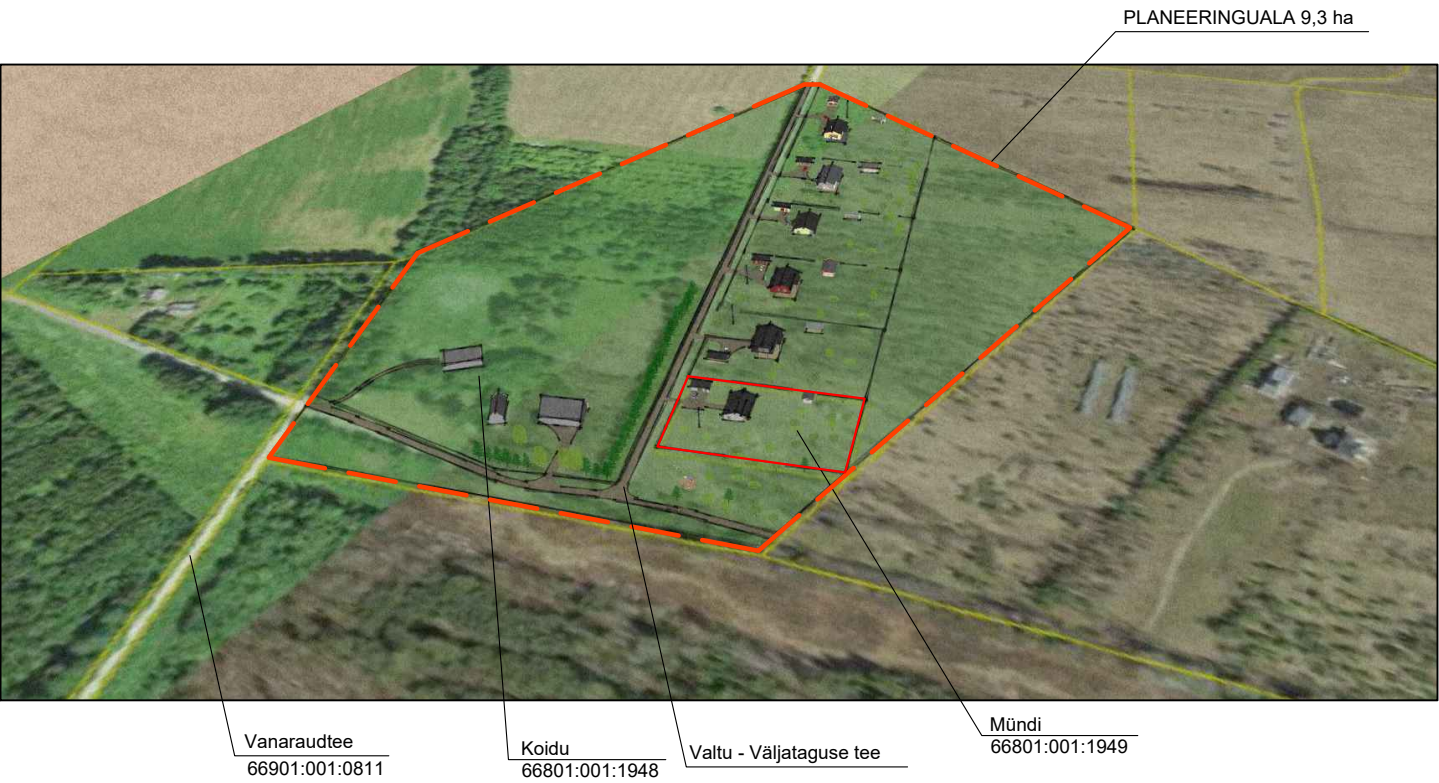 PLANEERINGUALA 9,3 ha
Vanaraudtee
66901:001:0811
Koidu
66801:001:1948
Valtu - Väljataguse tee
Mündi
66801:001:1949